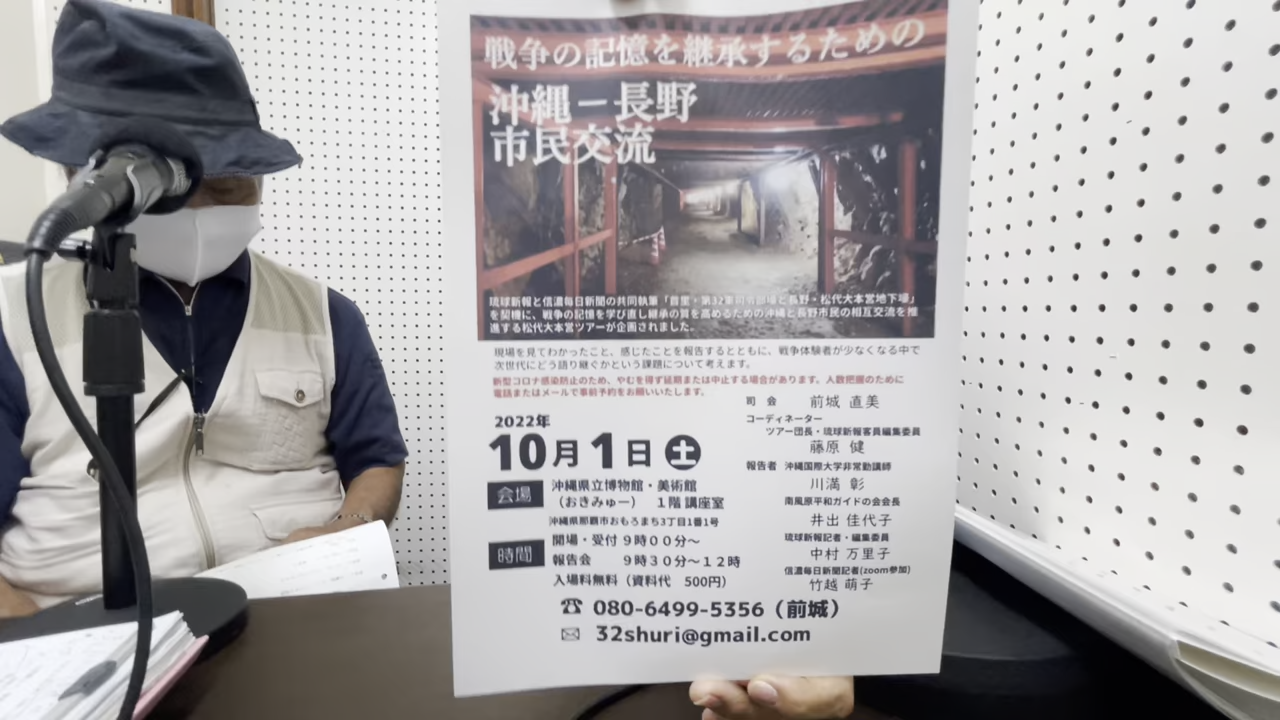 戦争の記憶を継承するための
沖縄－長野
市民交流
琉球新報と信濃毎日新聞の共同執筆「首里・第32軍司令部壕と長野・松代大本営地下壕」
を契機に、戦争の記憶を学び直し継承の質を高めるための沖縄と長野市民の相互交流を推
進する松代大本営ツアーが企画されました。
現場を見てわかったこと、感じたことを報告するとともに、戦争体験者が少なくなる中で
次世代にどう語り継ぐかという課題について考えます。
新型コロナ感染防止のため、やむを得ず延期または中止する場合があります。人数把握のために
電話またはメールで事前予約をお願いいたします。
2022年
10月1日㊏
会場 沖縄県立博物館・美術館
（おきみゅー） 1階 講座室
沖縄県那覇市おもろまち3丁目1番1号
時間 開場・受付 9時00分～
報告会 9時30分～12時
入場料無料（資料代 500円）
司 会 前城 直美
コーディネーター
ツアー団長・琉球新報客員編集委員
藤原 健
報告者 沖縄国際大学非常勤講師
川満 彰
南風原平和ガイドの会会長
井出 佳代子
琉球新報記者・編集委員
中村 万里子
信濃毎日新聞記者(zoom参加)
竹越 萌子
☎ 080-6499-5356（前城）
✉ 32shuri@gmail.com